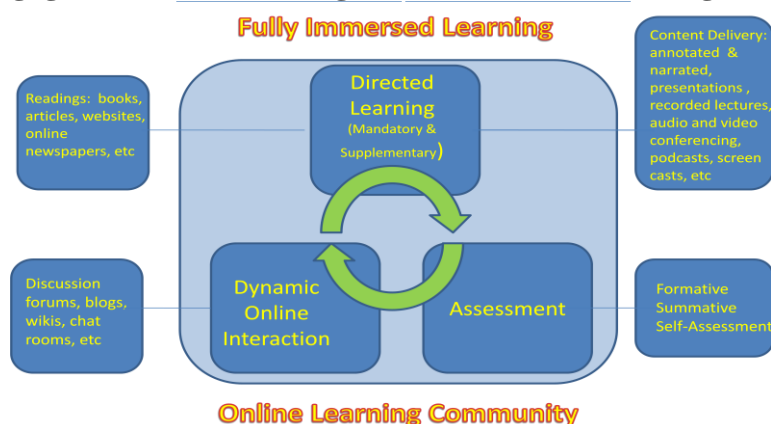 Fully Immersed Learning
Readings: books,
articles, websites,
online
newspapers, etc
Directed
Learning
(Mandatory &
Supplementary)
Content Delivery:
annotated &
narrated,
presentations ,
recorded lectures,
audio and video
conferencing,
podcasts, screen
casts, etc
Discussion
forums, blogs,
wikis, chat
rooms, etc
Dynamic
Online
Interaction
Assessment
Formative
Summative
Self-Assessment
Online Learning Community